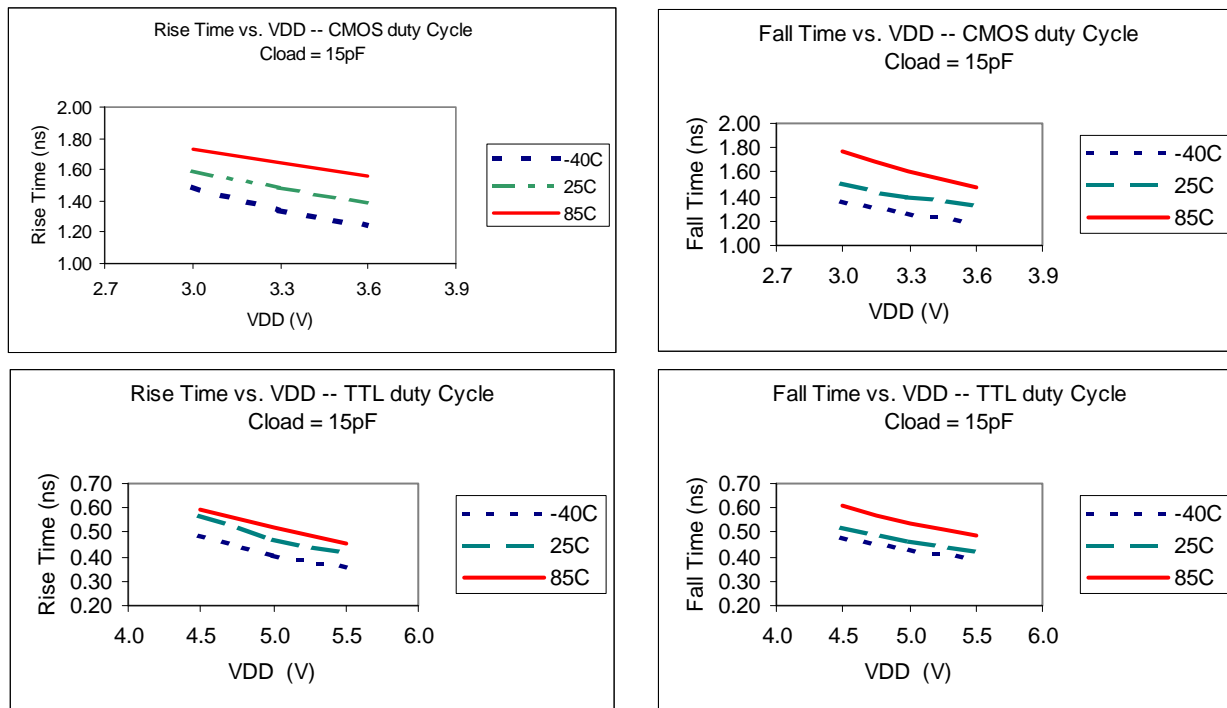 Rise Time vs. VDD -- CMOS duty Cycle
Cload = 15pF
Rise Time (ns)
2.00
1.80
1.60
1.40
1.20
1.00
2.7 3.0 3.3 3.6 3.9
VDD (V)
-40C
25C
85C
Fall Time vs. VDD -- CMOS duty Cycle
Cload = 15pF
Fall Time (ns)
2.00
1.80
1.60
1.40
1.20
1.00
2.7 3.0 3.3 3.6 3.9
VDD (V)
-40C
25C
85C
Rise Time vs. VDD -- TTL duty Cycle
Cload = 15pF
Rise Time (ns)
0.70
0.60
0.50
0.40
0.30
0.20
4.0 4.5 5.0 5.5 6.0
VDD (V)
-40C
25C
85C
Fall Time vs. VDD -- TTL duty Cycle
Cload = 15pF
Fall Time (ns)
0.70
0.60
0.50
0.40
0.30
0.20
4.0 4.5 5.0 5.5 6.0
VDD (V)
-40C
25C
85C